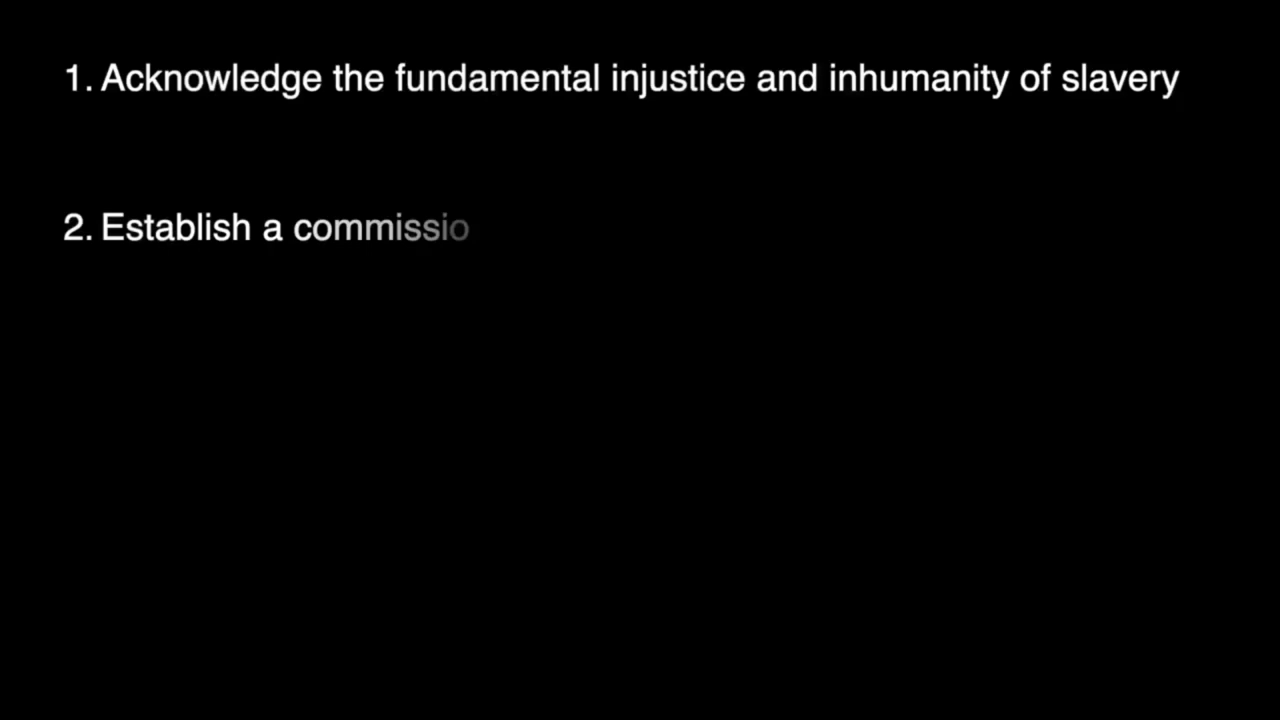 1. Acknowledge the fundamental injustice and inhumanity of slavery
2. Establish a commissio